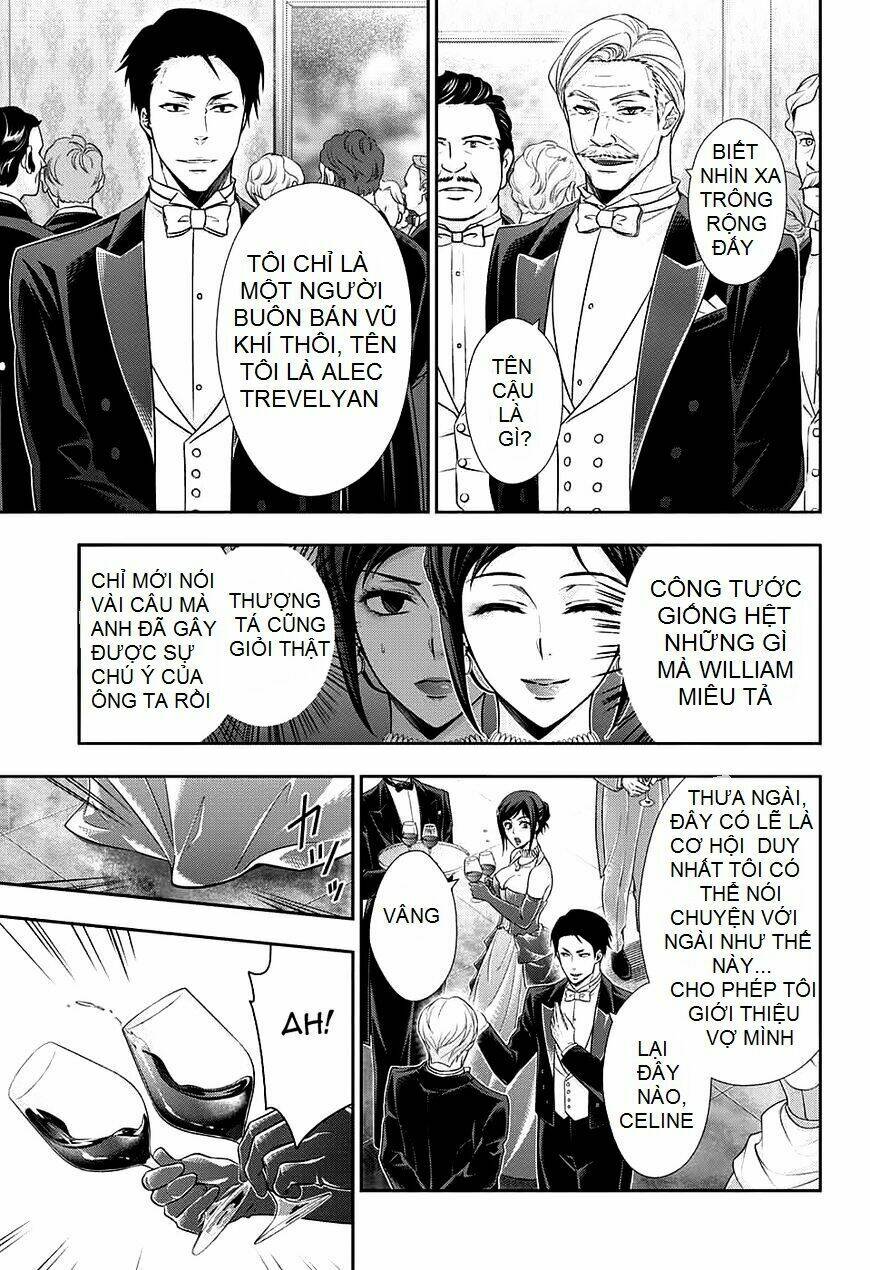 BIẾT
NHÌN XA
TRÔNG
RỘNG
ĐẤY
TÊN
CẬU
LÀ
GÌ?
TÔI CHỈ LÀ
MỘT NGƯỜI
BUÔN BÁN VŨ
KHÍ THÔI, TÊN
TÔI LÀ ALEC
TREVELYAN
CÔNG TƯỚC
GIỐNG HỆT
NHỮNG GÌ
MÀ WILLIAM
MIÊU TẢ
THƯỢNG
TÁ CŨNG
GIỎI THẬT
CHỈ MỚI NÓI
VÀI CÂU MÀ
ANH ĐÃ GÂY
ĐƯỢC SỰ
CHÚ Ý CỦA
ÔNG TA RỒI
THƯA NGÀI,
ĐÂY CÓ LẼ LÀ
CƠ HỘI DUY
NHẤT TÔI CÓ
THỂ NÓI
CHUYỆN VỚI
NGÀI NHƯ THẾ
NÀY...
CHO PHÉP TÔI
GIỚI THIỆU
VỢ MÌNH
LẠI
ĐÂY
NÀO,
CELINE
VÂNG
ガクッ
AH!